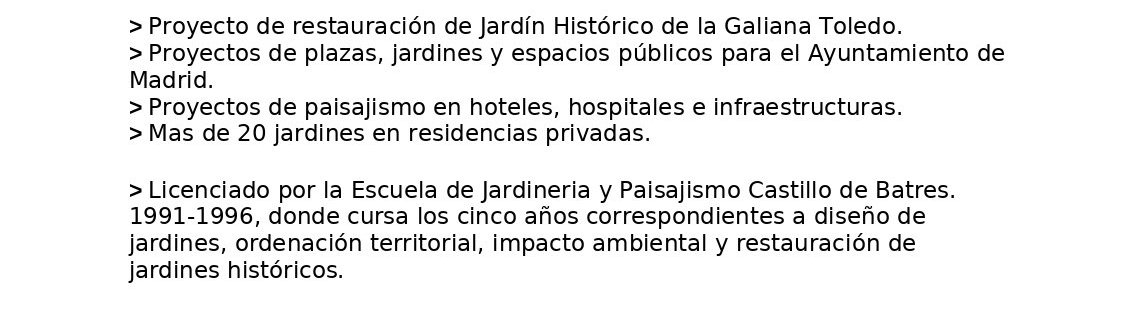 > Proyecto de restauración de Jardín Histórico de la Galiana Toledo.
> Proyectos de plazas, jardines y espacios públicos para el Ayuntamiento de
Madrid.
> Proyectos de paisajismo en hoteles, hospitales e infraestructuras.
> Mas de 20 jardines en residencias privadas.
> Licenciado por la Escuela de Jardineria y Paisajismo Castillo de Batres.
1991-1996, donde cursa los cinco años correspondientes a diseño de
jardines, ordenación territorial, impacto ambiental y restauración de
jardines históricos.